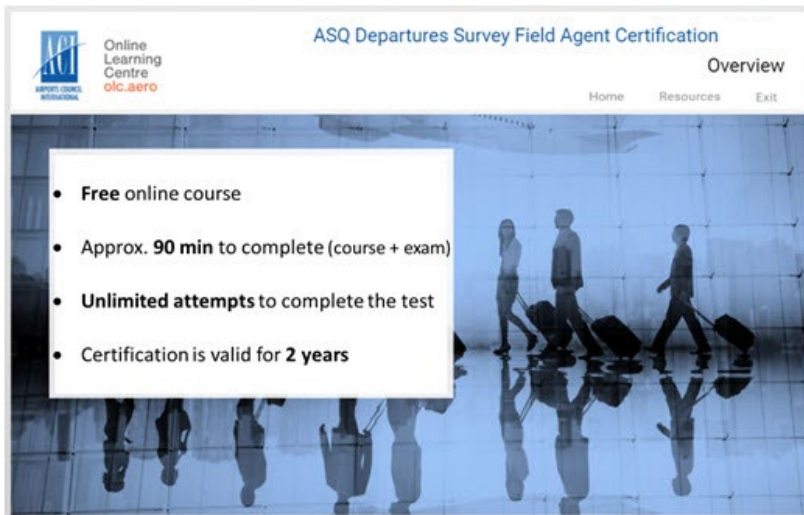 ASQ Departures Survey Field Agent Certification
ACI
AIRPORTS COUNCIL
INTERNATIONAL
Online
Learning
Centre
olc.aero
Overview
Home Resources Exit
• Free online course
• Approx. 90 min to complete (course + exam)
• Unlimited attempts to complete the test
• Certification is valid for 2 years